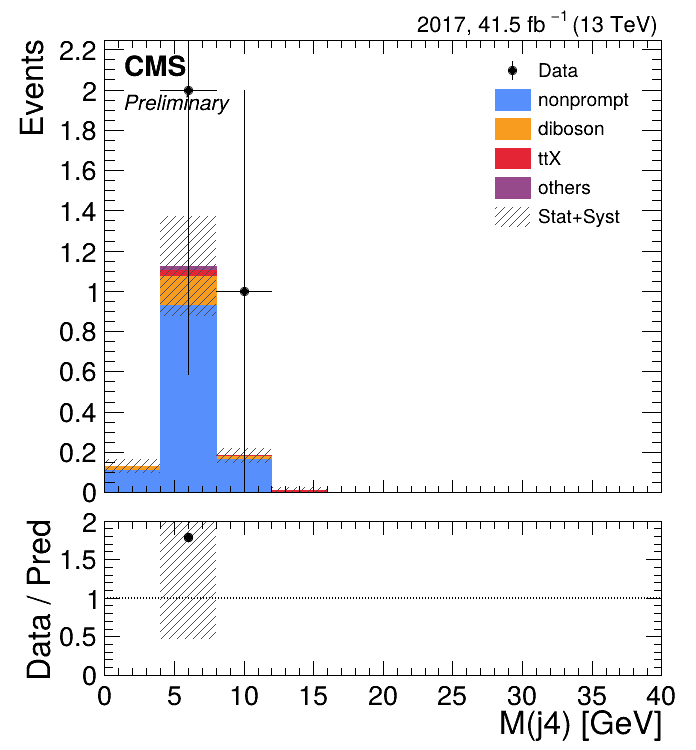 2017, 41.5 fb⁻¹ (13 TeV)
Events
2.2
2
1.8
1.6
1.4
1.2
1
0.8
0.6
0.4
0.2
0
CMS
Preliminary
Data
nonprompt
diboson
ttX
others
Stat+Syst
Data / Pred
2
1.5
1
0.5
0
0 5 10 15 20 25 30 35 40
M(j4) [GeV]